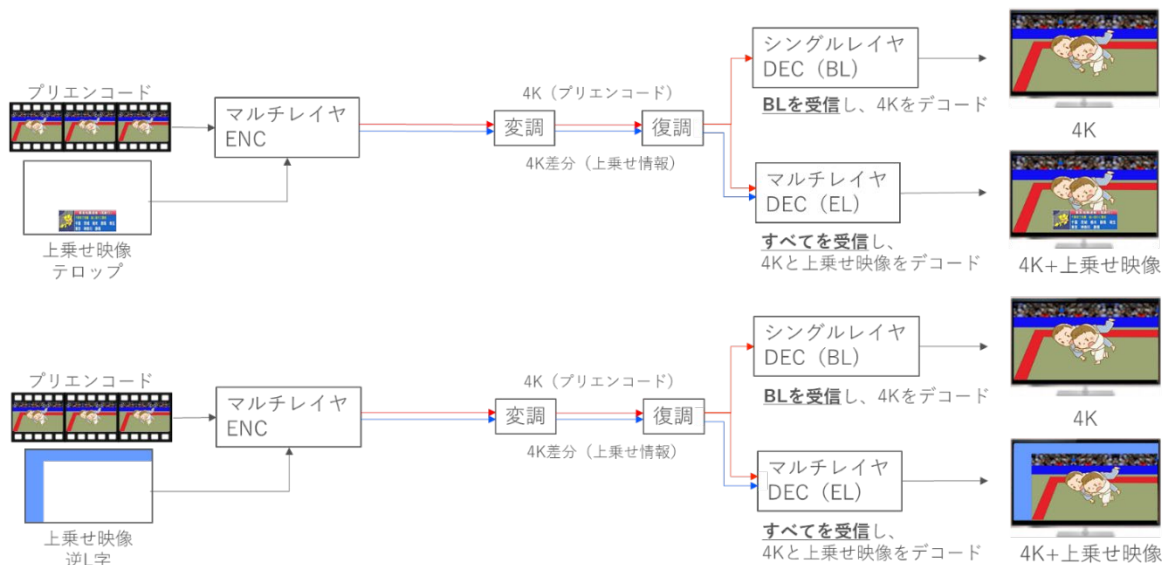 プリエンコード
マルチレイヤ
ENC
上乗せ映像
テロップ
4K（プリエンコード）
変調
復調
4K差分（上乗せ情報）
シングルレイヤ
DEC（BL）
BLを受信し、4Kをデコード
4K
マルチレイヤ
DEC（EL）
すべてを受信し、
4Kと上乗せ映像をデコード
4K+上乗せ映像
プリエンコード
マルチレイヤ
ENC
上乗せ映像
逆L字
4K（プリエンコード）
変調
復調
4K差分（上乗せ情報）
シングルレイヤ
DEC（BL）
BLを受信し、4Kをデコード
4K
マルチレイヤ
DEC（EL）
すべてを受信し、
4Kと上乗せ映像をデコード
4K+上乗せ映像